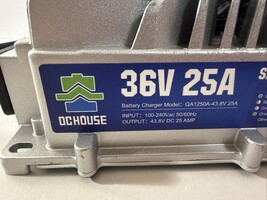 36V 25A
Battery Charger Model: QA1250A-43.8V 25A
INPUT: 100-240Vac 50/60Hz
OUTPUT: 43.8V DC 25 AMP
OCHOUSE